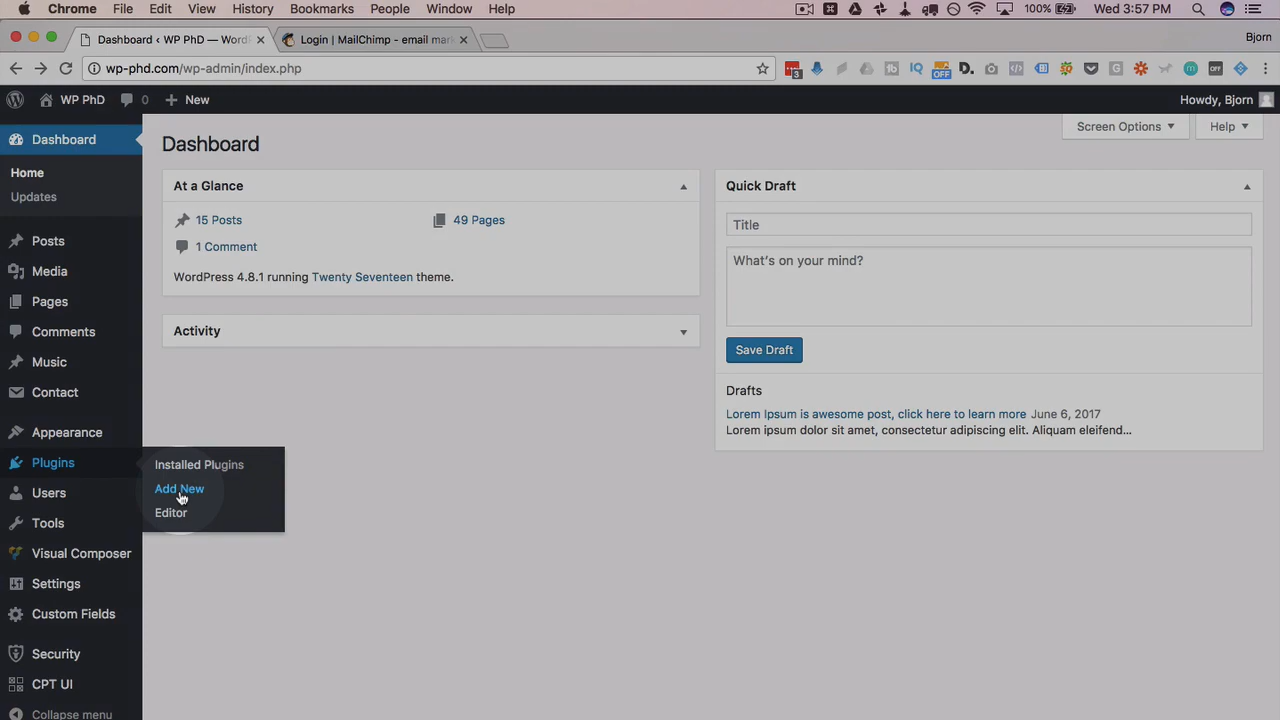 Chrome File Edit View History Bookmarks People Window Help 100% Wed 3:57 PM
Dashboard ‹ WP PhD — Word Login | MailChimp - email mar Bjorn
wp-phd.com/wp-admin/index.php 3 OFF D. OFF
WP PhD 0 + New Howdy, Bjorn
Dashboard
Home
Updates
Posts
Media
Pages
Comments
Music
Contact
Appearance
Plugins
Users
Tools
Visual Composer
Settings
Custom Fields
Security
CPT UI
Collapse menu
Installed Plugins
Add New
Editor
Screen Options Help
Dashboard
At a Glance
15 Posts 49 Pages
1 Comment
WordPress 4.8.1 running Twenty Seventeen theme.
Activity
Quick Draft
Title
What's on your mind?
Save Draft
Drafts
Lorem Ipsum is awesome post, click here to learn more June 6, 2017
Lorem ipsum dolor sit amet, consectetur adipiscing elit. Aliquam eleifend…